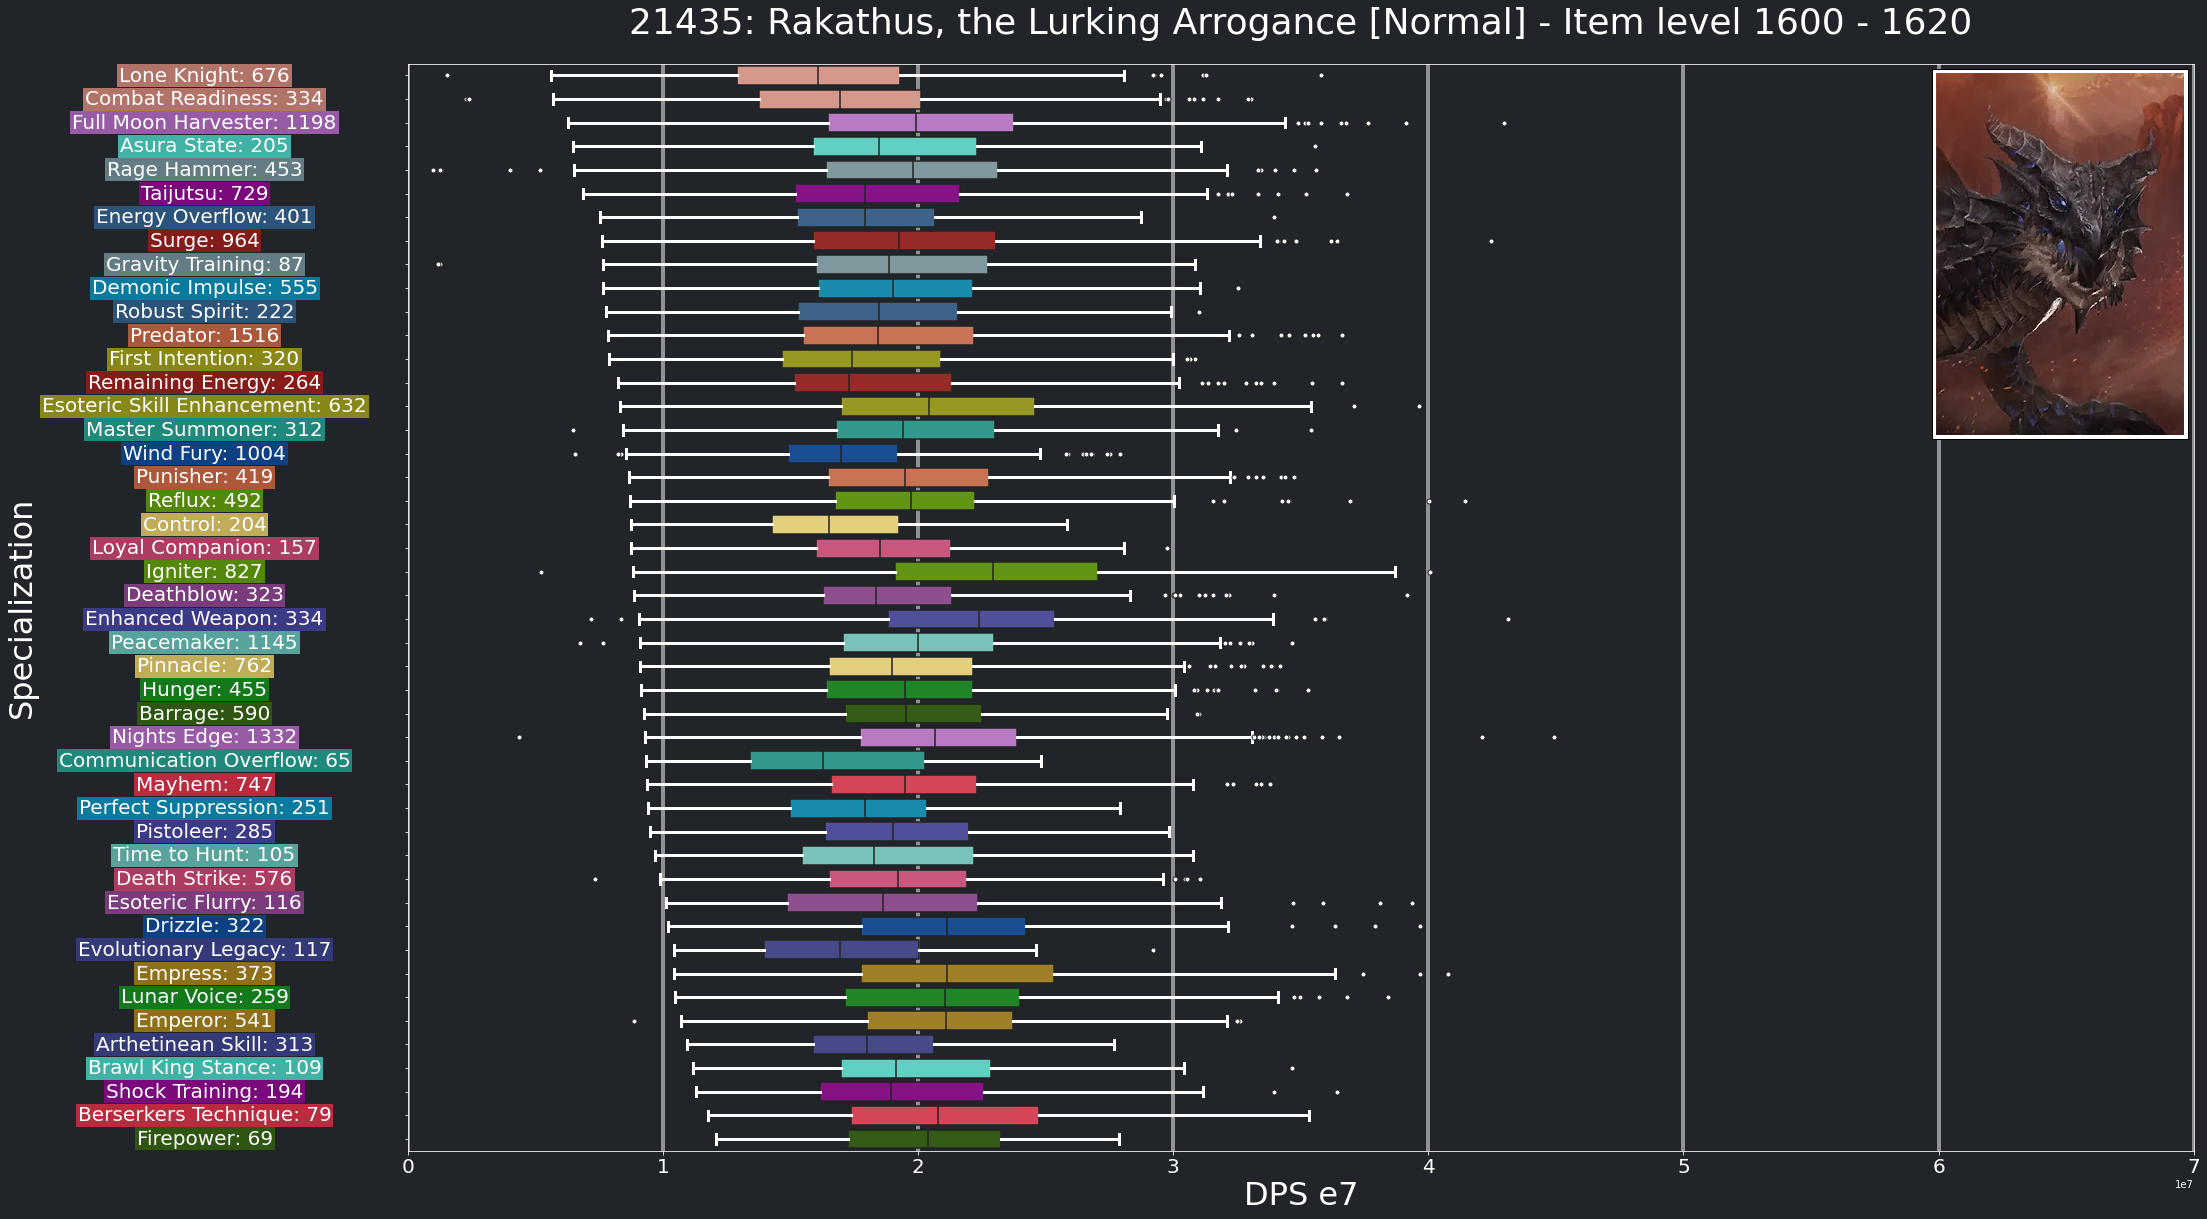 21435: Rakathus, the Lurking Arrogance [Normal] - Item level 1600 - 1620
Specialization
Lone Knight: 676
Combat Readiness: 334
Full Moon Harvester: 1198
Asura State: 205
Rage Hammer: 453
Taijutsu: 729
Energy Overflow: 401
Surge: 964
Gravity Training: 87
Demonic Impulse: 555
Robust Spirit: 222
Predator: 1516
First Intention: 320
Remaining Energy: 264
Esoteric Skill Enhancement: 632
Master Summoner: 312
Wind Fury: 1004
Punisher: 419
Reflux: 492
Control: 204
Loyal Companion: 157
Igniter: 827
Deathblow: 323
Enhanced Weapon: 334
Peacemaker: 1145
Pinnacle: 762
Hunger: 455
Barrage: 590
Nights Edge: 1332
Communication Overflow: 65
Mayhem: 747
Perfect Suppression: 251
Pistoleer: 285
Time to Hunt: 105
Death Strike: 576
Esoteric Flurry: 116
Drizzle: 322
Evolutionary Legacy: 117
Empress: 373
Lunar Voice: 259
Emperor: 541
Arthetinean Skill: 313
Brawl King Stance: 109
Shock Training: 194
Berserkers Technique: 79
Firepower: 69
0 1 2 3 4 5 6 7
1e7
DPS e7